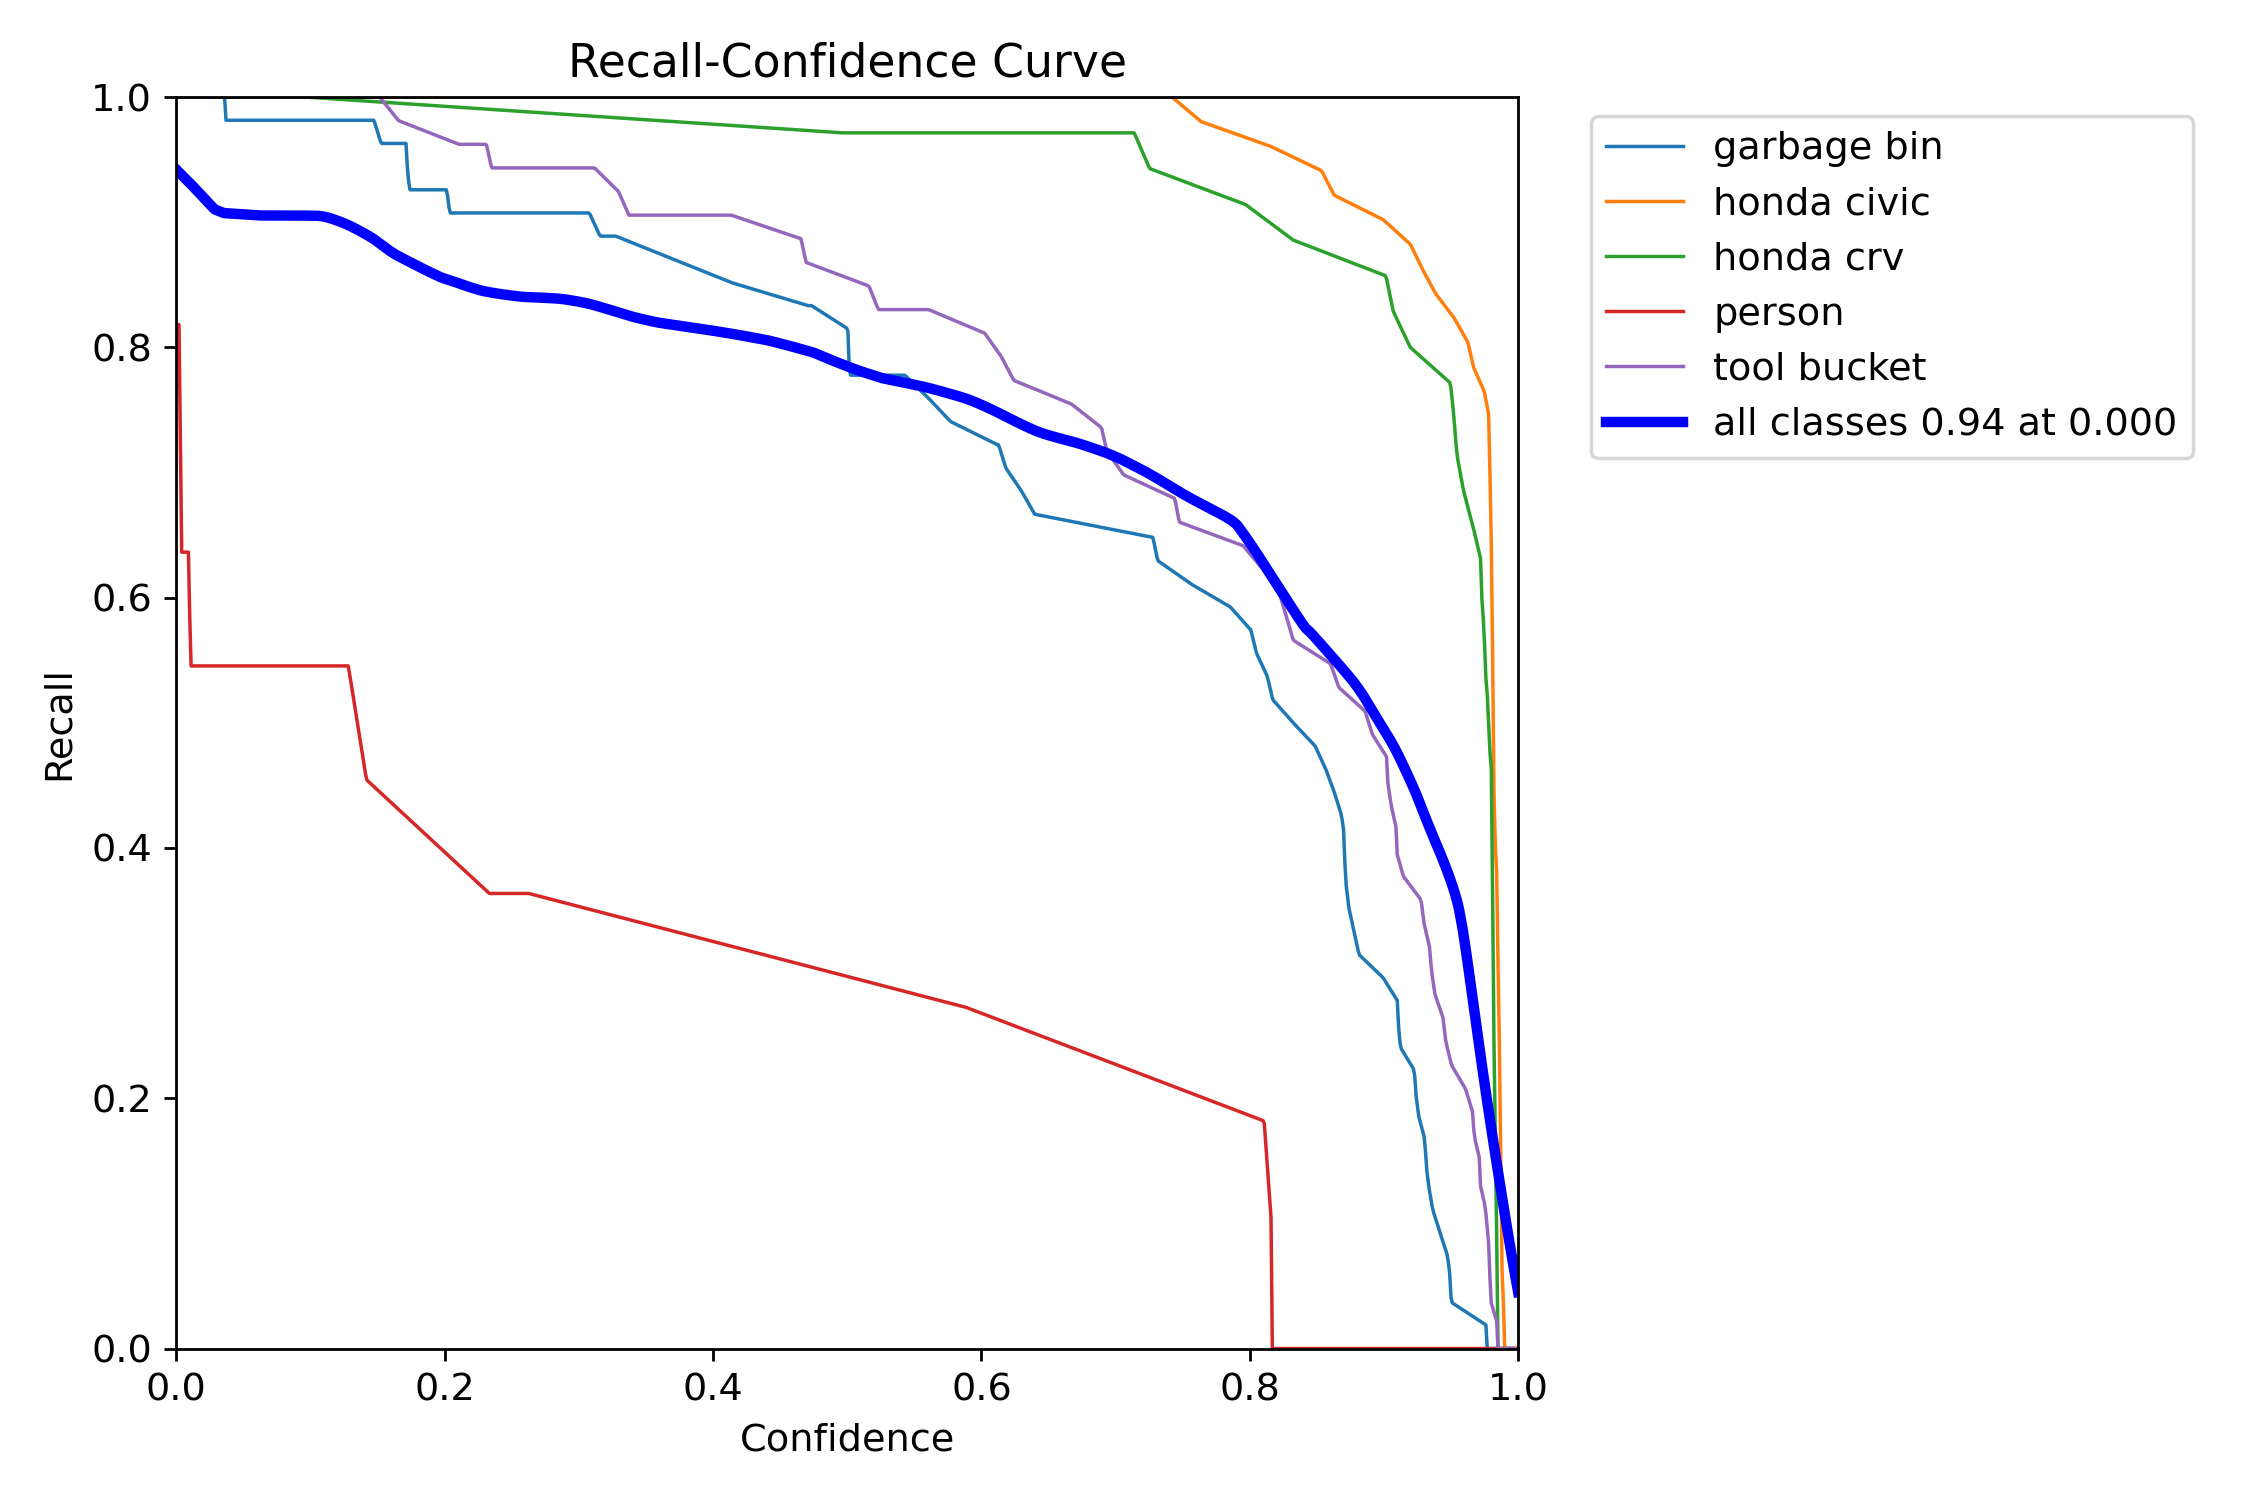 Recall-Confidence Curve
1.0
0.8
0.6
0.4
0.2
0.0
Recall
0.0 0.2 0.4 0.6 0.8 1.0
Confidence
garbage bin
honda civic
honda crv
person
tool bucket
all classes 0.94 at 0.000